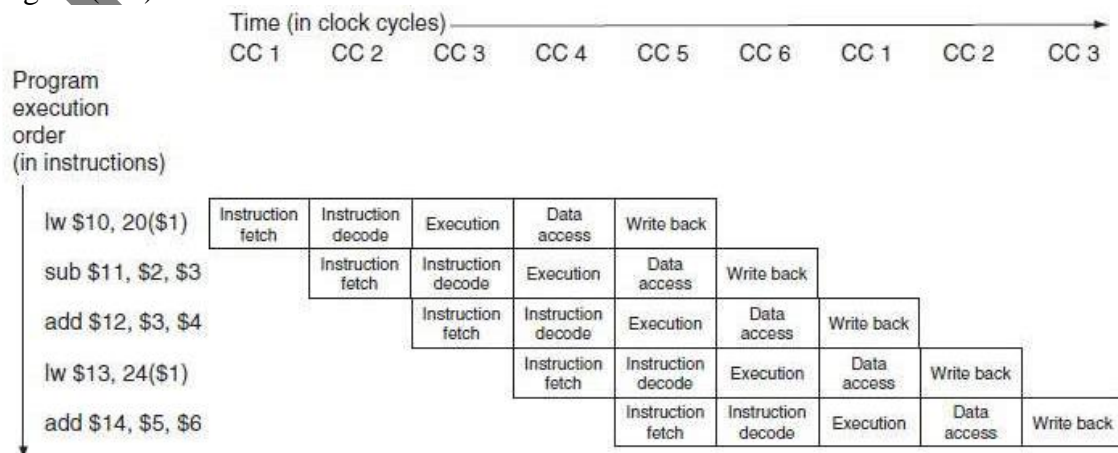 Time (in clock cycles)
CC 1 CC 2 CC 3 CC 4 CC 5 CC 6 CC 1 CC 2 CC 3
Program
execution
order
(in instructions)
lw $10, 20($1) Instruction fetch Instruction decode Execution Data access Write back
sub $11, $2, $3 Instruction fetch Instruction decode Execution Data access Write back
add $12, $3, $4 Instruction fetch Instruction decode Execution Data access Write back
lw $13, 24($1) Instruction fetch Instruction decode Execution Data access Write back
add $14, $5, $6 Instruction fetch Instruction decode Execution Data access Write back